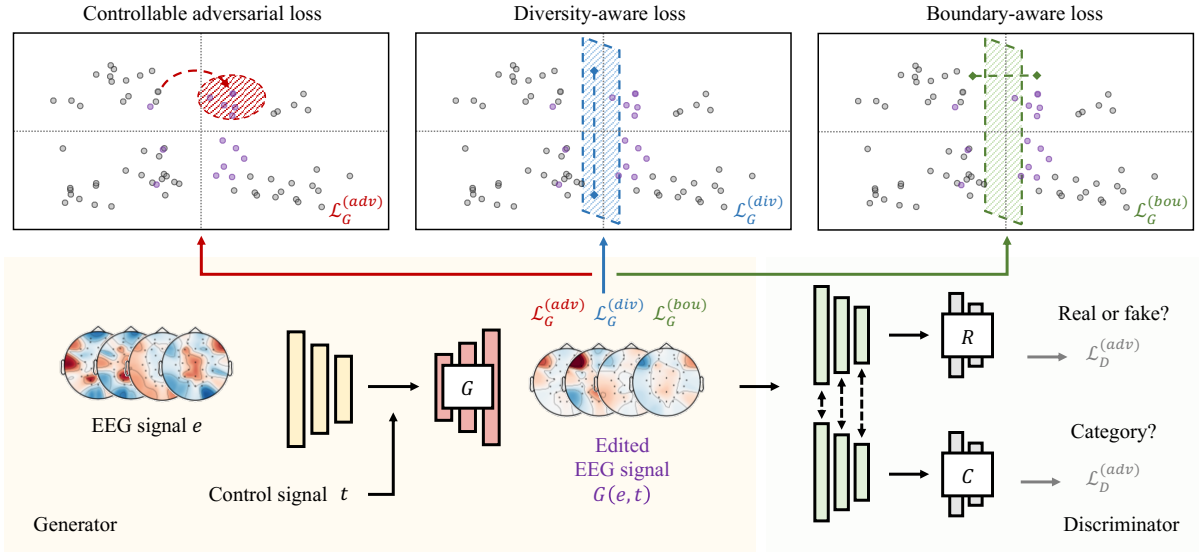 Controllable adversarial loss
Diversity-aware loss
Boundary-aware loss
ℒ_G^(adv)
ℒ_G^(div)
ℒ_G^(bou)
ℒ_G^(adv) ℒ_G^(div) ℒ_G^(bou)
EEG signal e
G
Edited
EEG signal
G(e, t)
Control signal t
Generator
R
Real or fake?
ℒ_D^(adv)
C
Category?
ℒ_D^(adv)
Discriminator